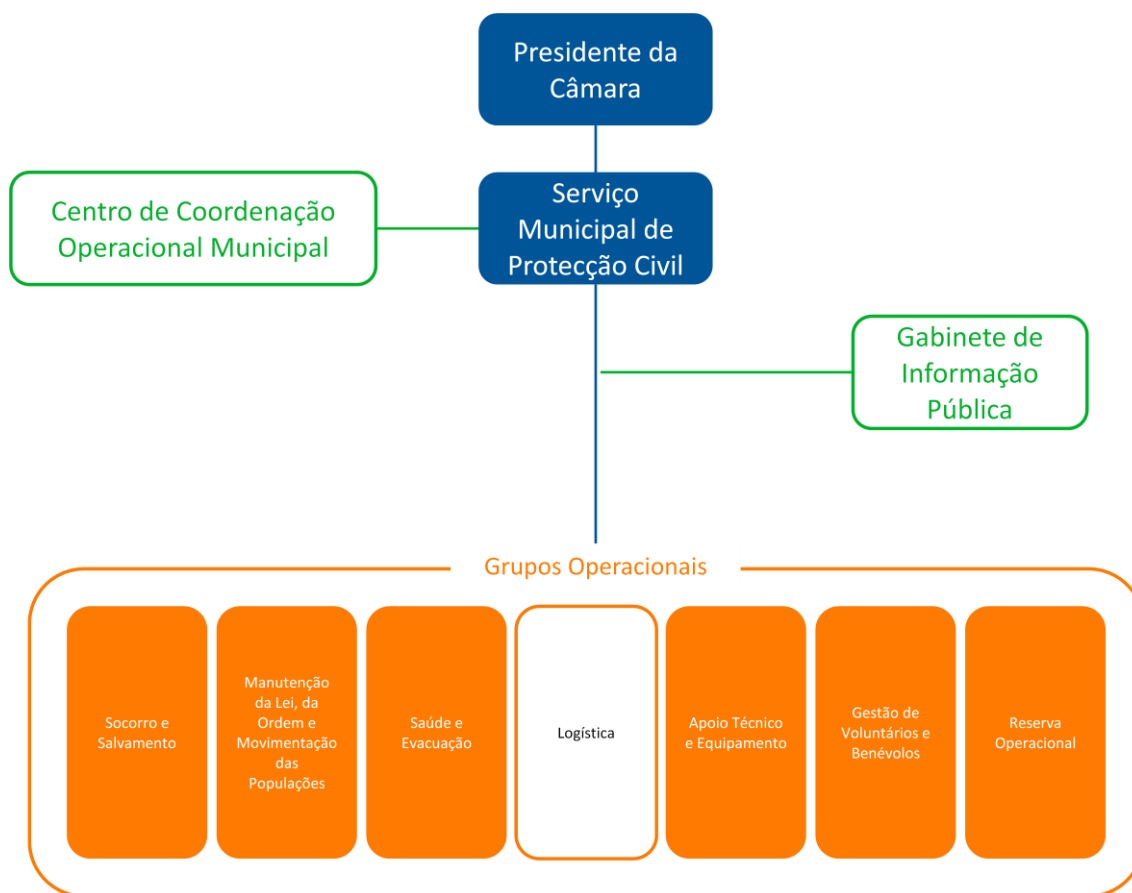 Presidente da
Câmara
Serviço
Municipal de
Protecção Civil
Centro de Coordenação
Operacional Municipal
Gabinete de
Informação
Pública
Grupos Operacionais
Socorro e
Salvamento
Manutenção
da Lei, da
Ordem e
Movimentação
das
Populações
Saúde e
Evacuação
Logística
Apoio Técnico
e Equipamento
Gestão de
Voluntários e
Benévolos
Reserva
Operacional